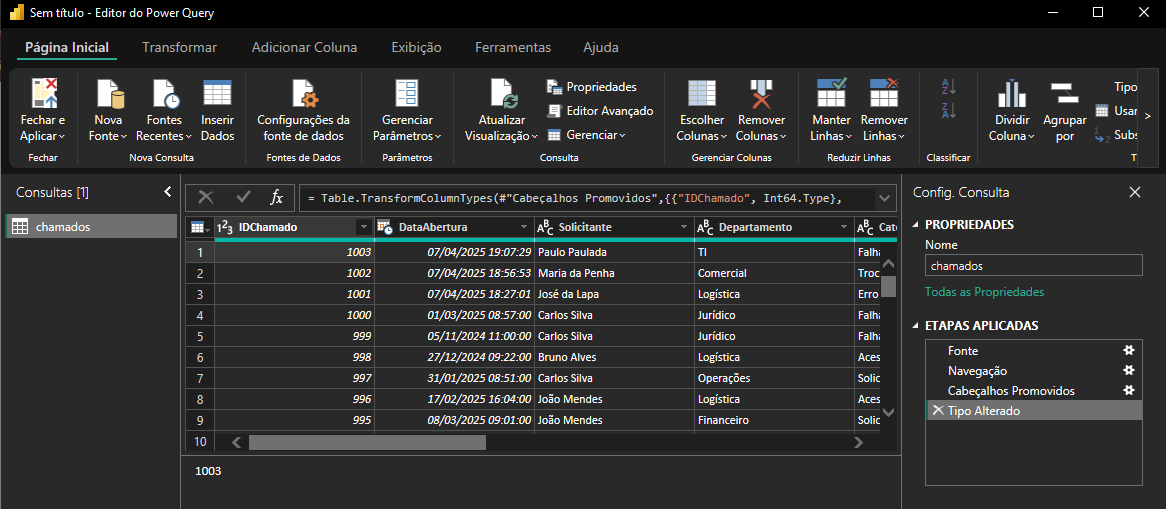 Sem título - Editor do Power Query
Página Inicial Transformar Adicionar Coluna Exibição Ferramentas Ajuda
Fechar e Aplicar
Fechar
Nova Fonte
Fontes Recentes
Inserir Dados
Nova Consulta
Configurações da fonte de dados
Fontes de Dados
Gerenciar Parâmetros
Parâmetros
Atualizar Visualização
Propriedades
Editor Avançado
Gerenciar
Consulta
Escolher Colunas
Remover Colunas
Gerenciar Colunas
Manter Linhas
Remover Linhas
Reduzir Linhas
Classificar
Dividir Coluna
Agrupar por
Tipo
Usar
Subs
T
Consultas [1]
chamados
fx = Table.TransformColumnTypes(#"Cabeçalhos Promovidos",{{"IDChamado", Int64.Type},
123 IDChamado DataAbertura ABC Solicitante ABC Departamento ABC Cate
1 1003 07/04/2025 19:07:29 Paulo Paulada TI Falha
2 1002 07/04/2025 18:56:53 Maria da Penha Comercial Troc
3 1001 07/04/2025 18:27:01 José da Lapa Logística Erro
4 1000 01/03/2025 08:57:00 Carlos Silva Jurídico Falha
5 999 05/11/2024 11:00:00 Carlos Silva Jurídico Falha
6 998 27/12/2024 09:22:00 Bruno Alves Logística Aces
7 997 31/01/2025 08:51:00 Carlos Silva Operações Solic
8 996 17/02/2025 16:04:00 João Mendes Logística Aces
9 995 08/03/2025 09:01:00 João Mendes Financeiro Solic
10
1003
Config. Consulta
PROPRIEDADES
Nome
chamados
Todas as Propriedades
ETAPAS APLICADAS
Fonte
Navegação
Cabeçalhos Promovidos
Tipo Alterado